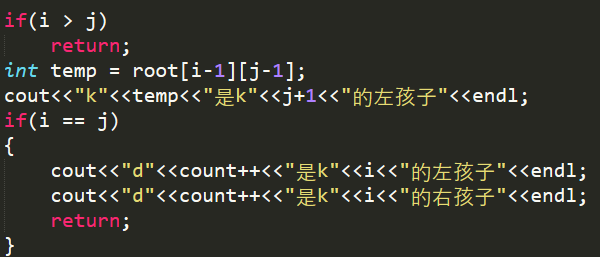 if(i > j)
    return;
int temp = root[i-1][j-1];
cout<<"k"<<temp<<"是k"<<j+1<<"的左孩子"<<endl;
if(i == j)
{
    cout<<"d"<<count++<<"是k"<<i<<"的左孩子"<<endl;
    cout<<"d"<<count++<<"是k"<<i<<"的右孩子"<<endl;
    return;
}